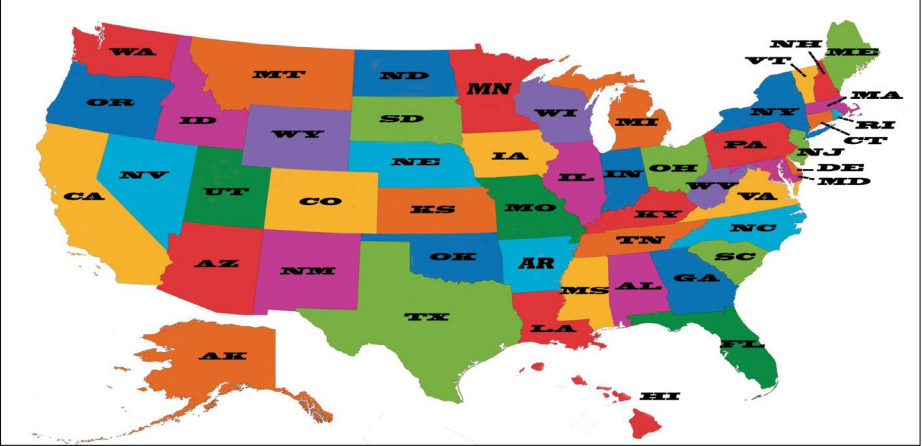 WA
MT
ND
MN
NH
ME
VT
OR
ID
WY
SD
WI
MI
NY
MA
RI
CT
CA
NV
UT
CO
NE
IA
IL
IN
OH
PA
NJ
DE
MD
WV
VA
KS
MO
KY
NC
TN
AZ
NM
OK
AR
SC
TX
MS
AL
GA
LA
FL
AK
HI